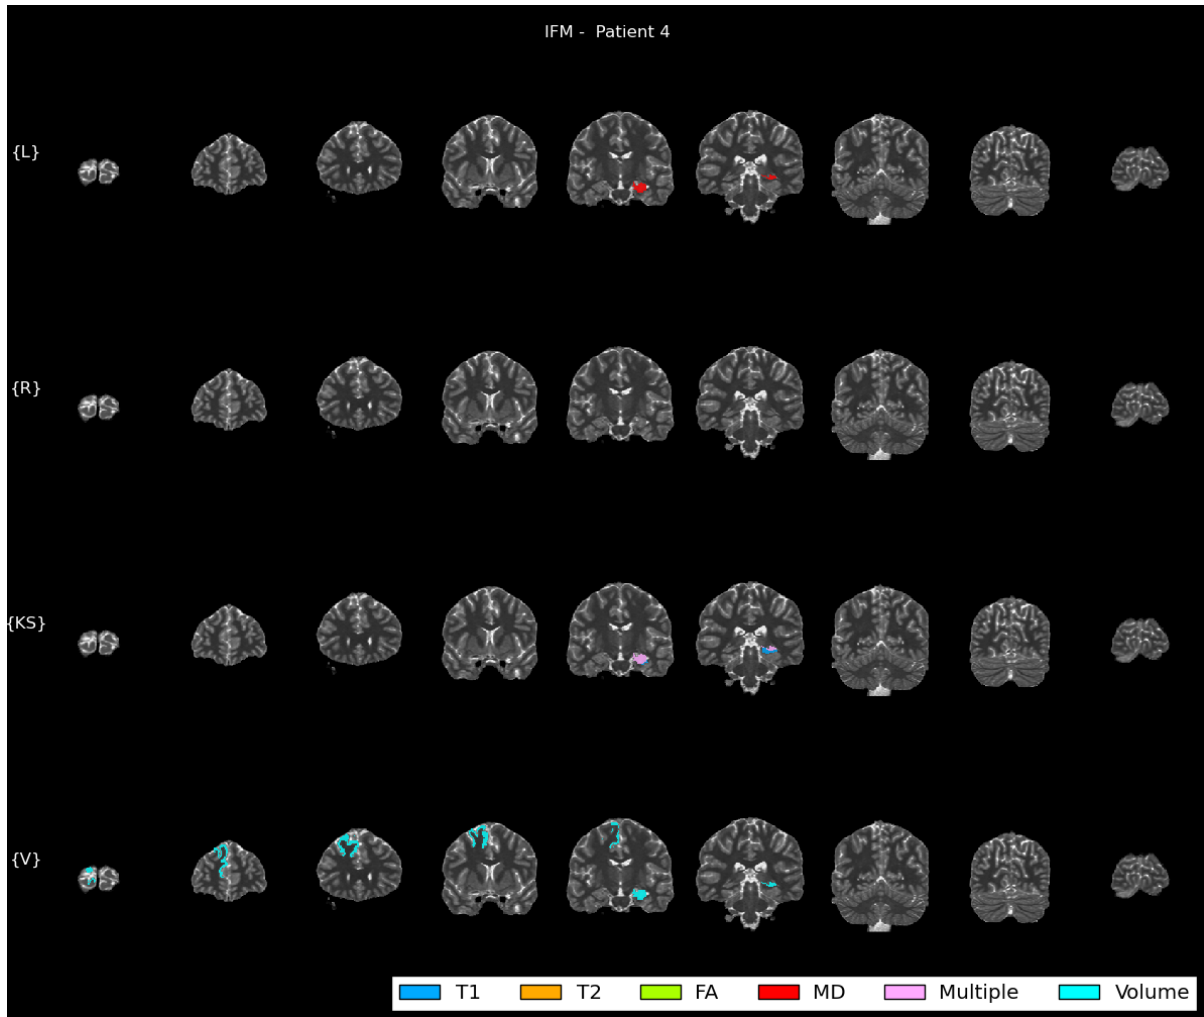 IFM - Patient 4
{L}
{R}
{KS}
{V}
T1 T2 FA MD Multiple Volume